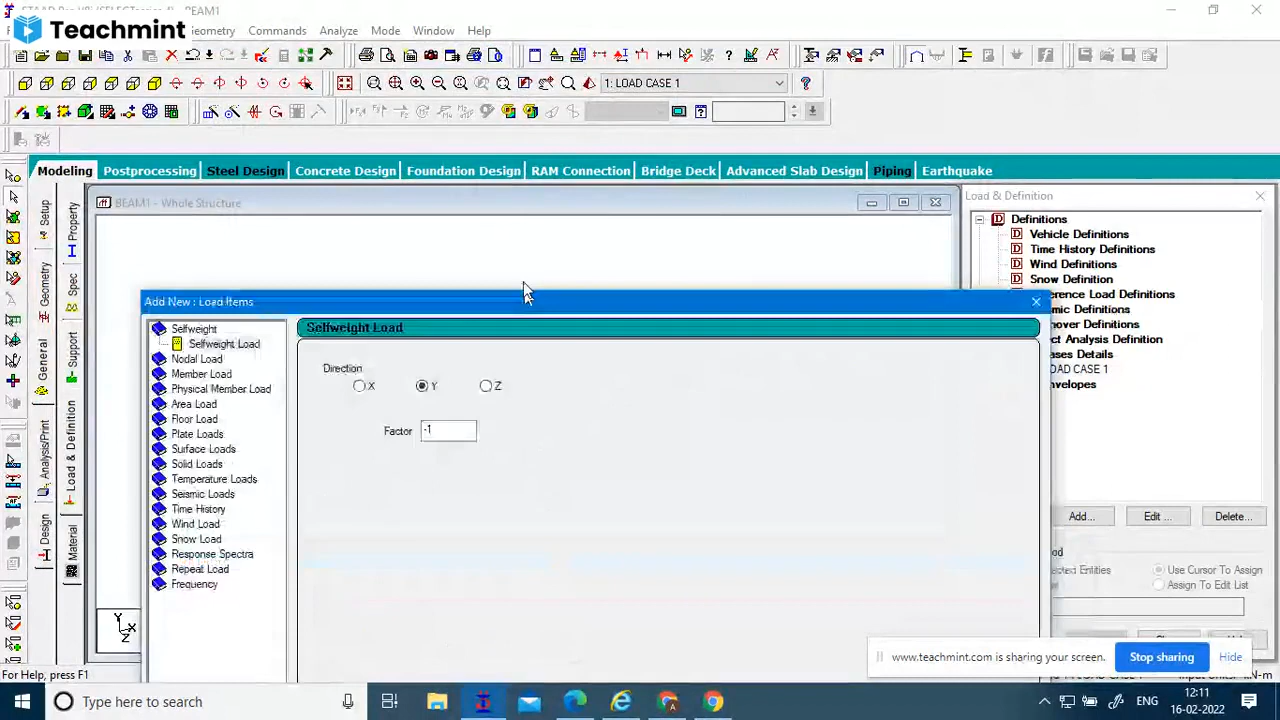 BEAM1
Teachmint
Geometry Commands Analyze Mode Window Help
1: LOAD CASE 1
Modeling Postprocessing Steel Design Concrete Design Foundation Design RAM Connection Bridge Deck Advanced Slab Design Piping Earthquake
BEAM1 - Whole Structure
Load & Definition
Setup
Geometry
General
Analysis/Print
Design
Property
Spec
Support
Load & Definition
Material
Definitions
Vehicle Definitions
Time History Definitions
Wind Definitions
Snow Definition
erence Load Definitions
mic Definitions
nover Definitions
ct Analysis Definition
ases Details
OAD CASE 1
nvelopes
Add New : Load Items
Selfweight
Selfweight Load
Nodal Load
Member Load
Physical Member Load
Area Load
Floor Load
Plate Loads
Surface Loads
Solid Loads
Temperature Loads
Seismic Loads
Time History
Wind Load
Snow Load
Response Spectra
Repeat Load
Frequency
Selfweight Load
Direction
X Y Z
Factor -1
Add... Edit ... Delete...
Use Cursor To Assign
Assign To Edit List
Y
X
Z
www.teachmint.com is sharing your screen. Stop sharing Hide
For Help, press F1
Type here to search
ENG
12:11
16-02-2022